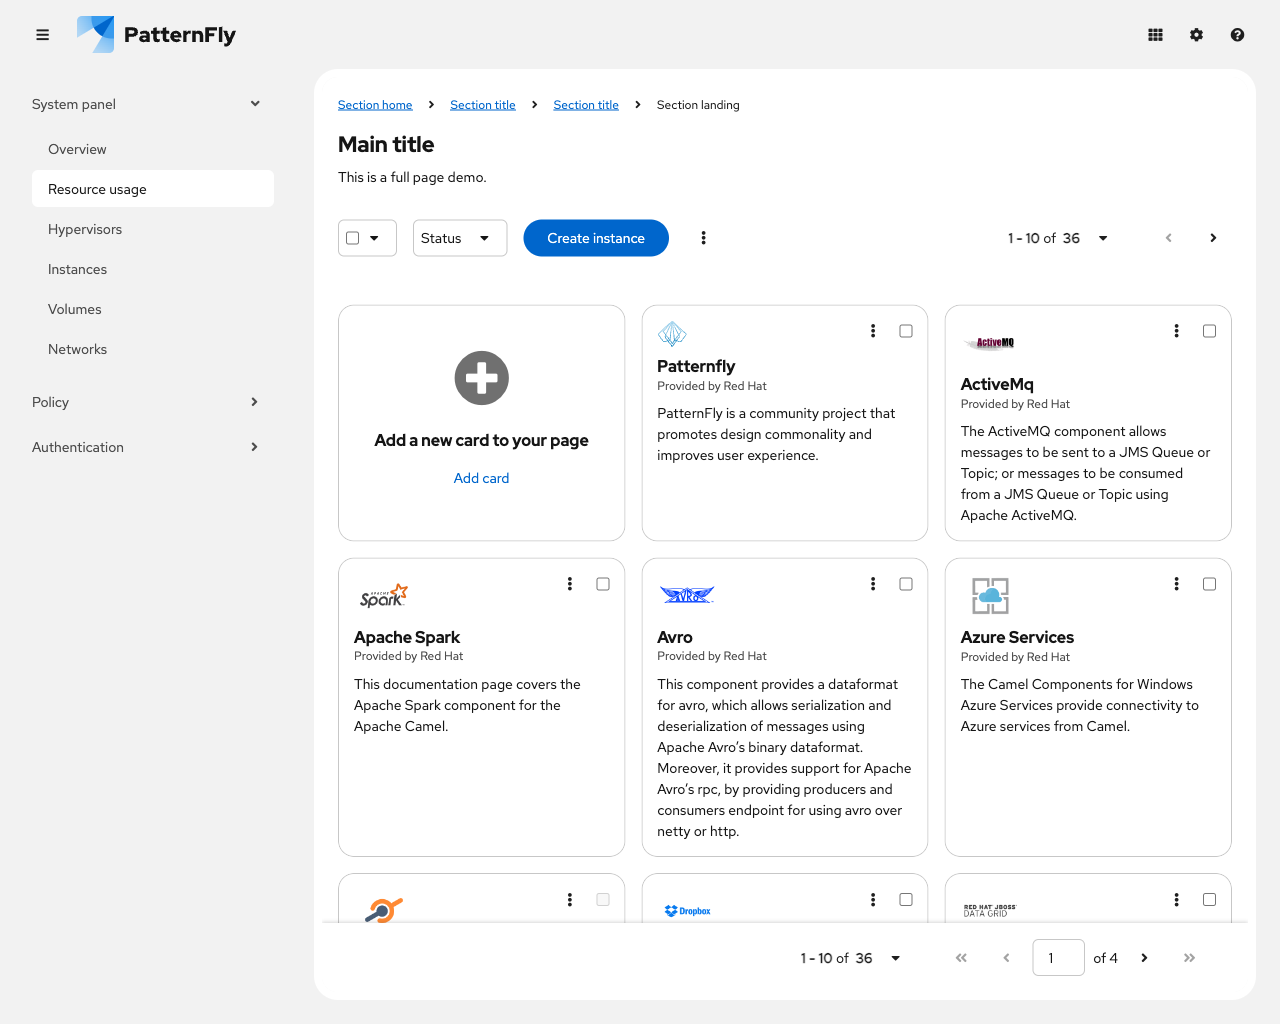 PatternFly
System panel
Overview
Resource usage
Hypervisors
Instances
Volumes
Networks
Policy
Authentication
Section home
Section title
Section title
Section landing
Main title
This is a full page demo.
Status
Create instance
1 - 10 of 36
Add a new card to your page
Add card
Patternfly
Provided by Red Hat
PatternFly is a community project that
promotes design commonality and
improves user experience.
ActiveMQ
ActiveMq
Provided by Red Hat
The ActiveMQ component allows
messages to be sent to a JMS Queue or
Topic; or messages to be consumed
from a JMS Queue or Topic using
Apache ActiveMQ.
APACHE
Spark
Apache Spark
Provided by Red Hat
This documentation page covers the
Apache Spark component for the
Apache Camel.
AVRO
Avro
Provided by Red Hat
This component provides a dataformat
for avro, which allows serialization and
deserialization of messages using
Apache Avro’s binary dataformat.
Moreover, it provides support for Apache
Avro’s rpc, by providing producers and
consumers endpoint for using avro over
netty or http.
Azure Services
Provided by Red Hat
The Camel Components for Windows
Azure Services provide connectivity to
Azure services from Camel.
Dropbox
RED HAT JBOSS
DATA GRID
1 - 10 of 36
1
of 4